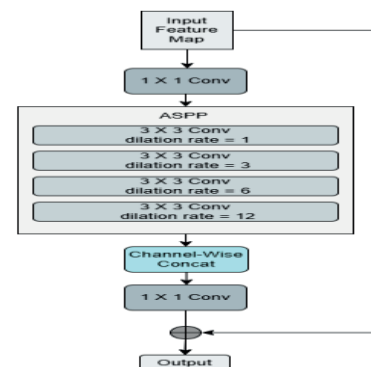 Input
Feature
Map
1 X 1 Conv
ASPP
3 X 3 Conv
dilation rate = 1
3 X 3 Conv
dilation rate = 3
3 X 3 Conv
dilation rate = 6
3 X 3 Conv
dilation rate = 12
Channel-Wise
Concat
1 X 1 Conv
Output